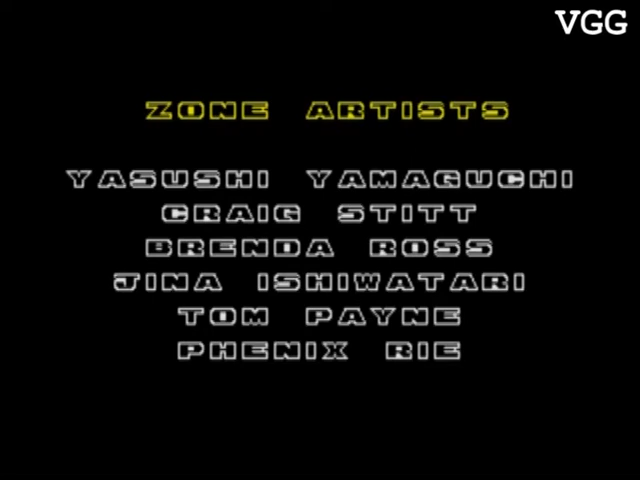 VGG
ZONE ARTISTS
YASUSHI YAMAGUCHI
CRAIG STITT
BRENDA ROSS
JINA ISHIWATARI
TOM PAYNE
PHENIX RIE